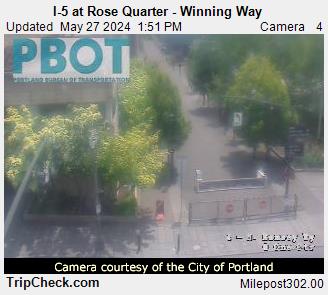 I-5 at Rose Quarter - Winning Way
Updated May 27 2024 1:51 PM Camera 4
PBOT
PORTLAND BUREAU OF TRANSPORTATION
Camera courtesy of the City of Portland
TripCheck.com Milepost302.00